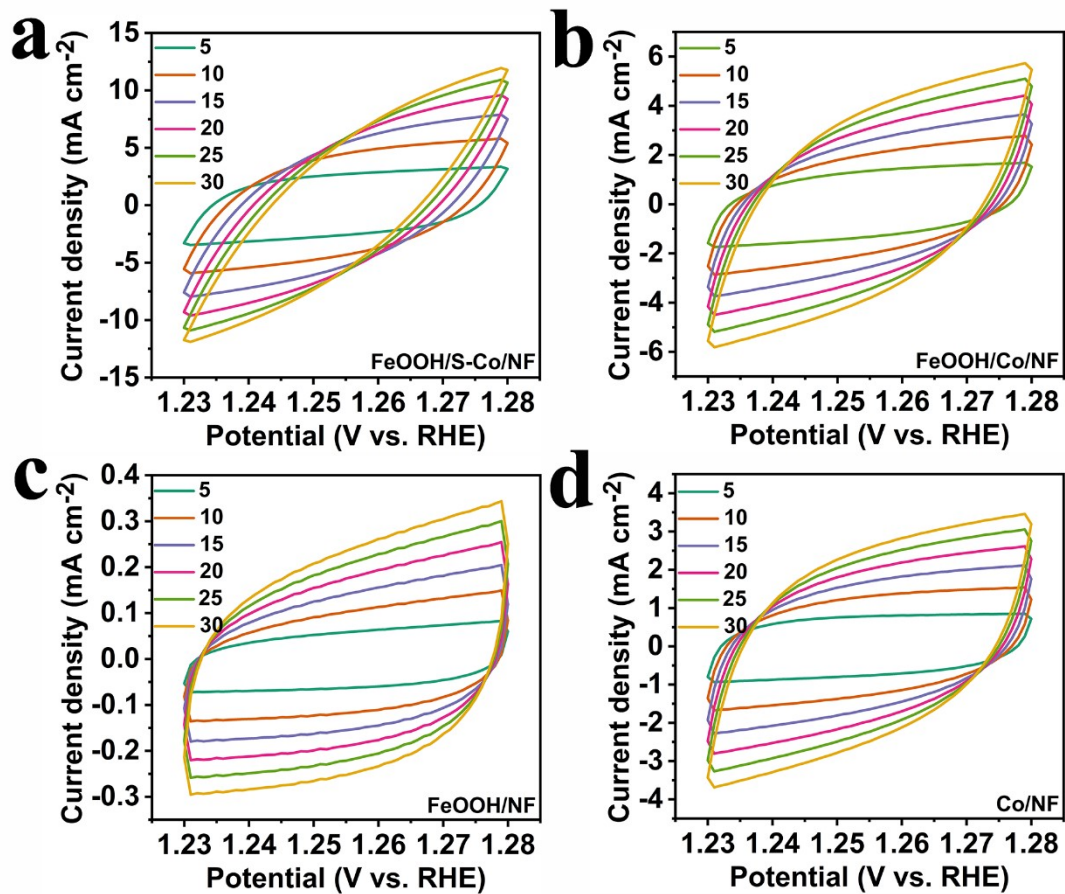 a
Current density (mA cm-2)
15
10
5
0
-5
-10
-15
5
10
15
20
25
30
FeOOH/S-Co/NF
1.23 1.24 1.25 1.26 1.27 1.28
Potential (V vs. RHE)
b
Current density (mA cm-2)
6
4
2
0
-2
-4
-6
5
10
15
20
25
30
FeOOH/Co/NF
1.23 1.24 1.25 1.26 1.27 1.28
Potential (V vs. RHE)
c
Current density (mA cm-2)
0.4
0.3
0.2
0.1
0.0
-0.1
-0.2
-0.3
5
10
15
20
25
30
FeOOH/NF
1.23 1.24 1.25 1.26 1.27 1.28
Potential (V vs. RHE)
d
Current density (mA cm-2)
4
3
2
1
0
-1
-2
-3
-4
5
10
15
20
25
30
Co/NF
1.23 1.24 1.25 1.26 1.27 1.28
Potential (V vs. RHE)